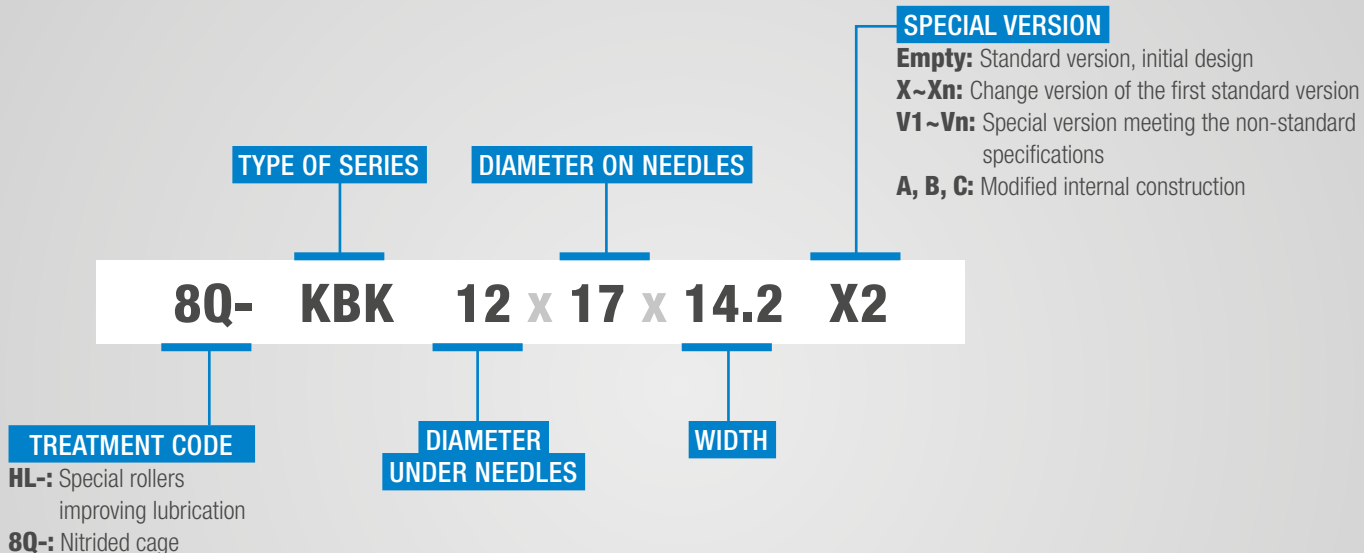 SPECIAL VERSION
Empty: Standard version, initial design
X~Xn: Change version of the first standard version
V1~Vn: Special version meeting the non-standard
specifications
A, B, C: Modified internal construction
TYPE OF SERIES
DIAMETER ON NEEDLES
8Q- KBK 12 x 17 x 14.2 X2
TREATMENT CODE
HL-: Special rollers
improving lubrication
8Q-: Nitrided cage
DIAMETER
UNDER NEEDLES
WIDTH